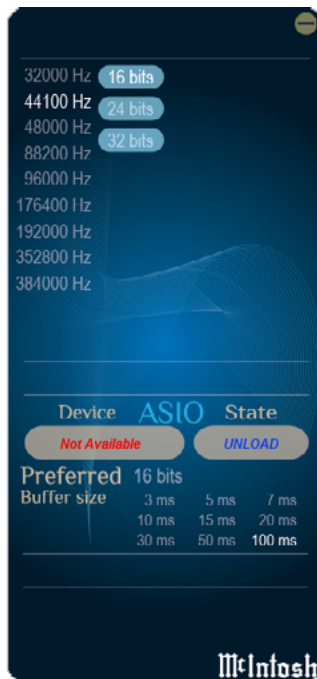 32000 Hz 16 bits
44100 Hz 24 bits
48000 Hz 32 bits
88200 Hz
96000 Hz
176400 Hz
192000 Hz
352800 Hz
384000 Hz
Device ASIO State
Not Available UNLOAD
Preferred 16 bits
Buffer size 3 ms 5 ms 7 ms
10 ms 15 ms 20 ms
30 ms 50 ms 100 ms
McIntosh